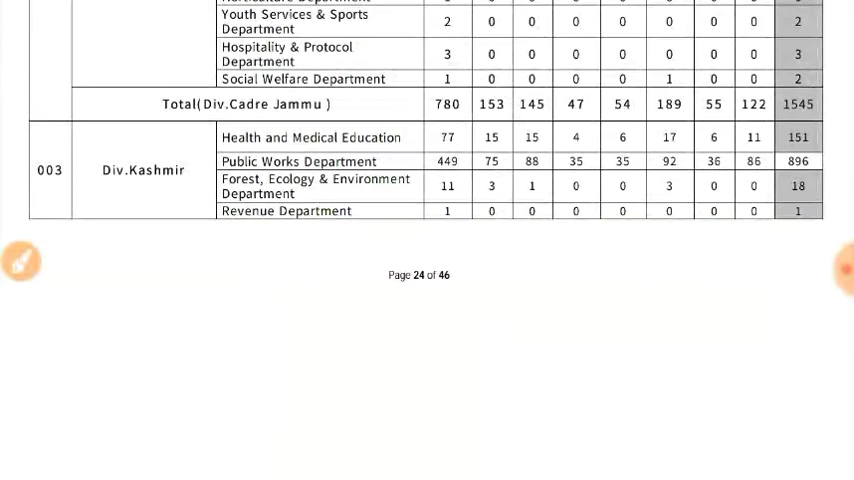 Youth Services & Sports Department 2 0 0 0 0 0 0 0 2
Hospitality & Protocol Department 3 0 0 0 0 0 0 0 3
Social Welfare Department 1 0 0 0 0 1 0 0 2
Total(Div.Cadre Jammu ) 780 153 145 47 54 189 55 122 1545
003 Div.Kashmir
Health and Medical Education 77 15 15 4 6 17 6 11 151
Public Works Department 449 75 88 35 35 92 36 86 896
Forest, Ecology & Environment Department 11 3 1 0 0 3 0 0 18
Revenue Department 1 0 0 0 0 0 0 0 1
Page 24 of 46